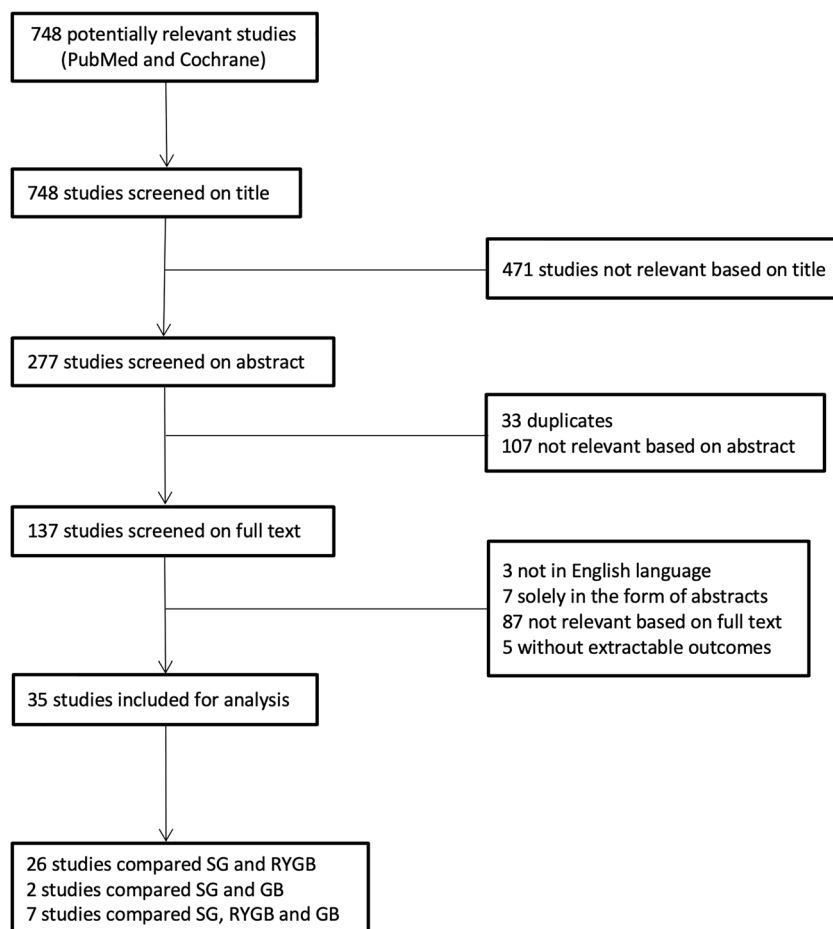 748 potentially relevant studies
(PubMed and Cochrane)
748 studies screened on title
471 studies not relevant based on title
277 studies screened on abstract
33 duplicates
107 not relevant based on abstract
137 studies screened on full text
3 not in English language
7 solely in the form of abstracts
87 not relevant based on full text
5 without extractable outcomes
35 studies included for analysis
26 studies compared SG and RYGB
2 studies compared SG and GB
7 studies compared SG, RYGB and GB